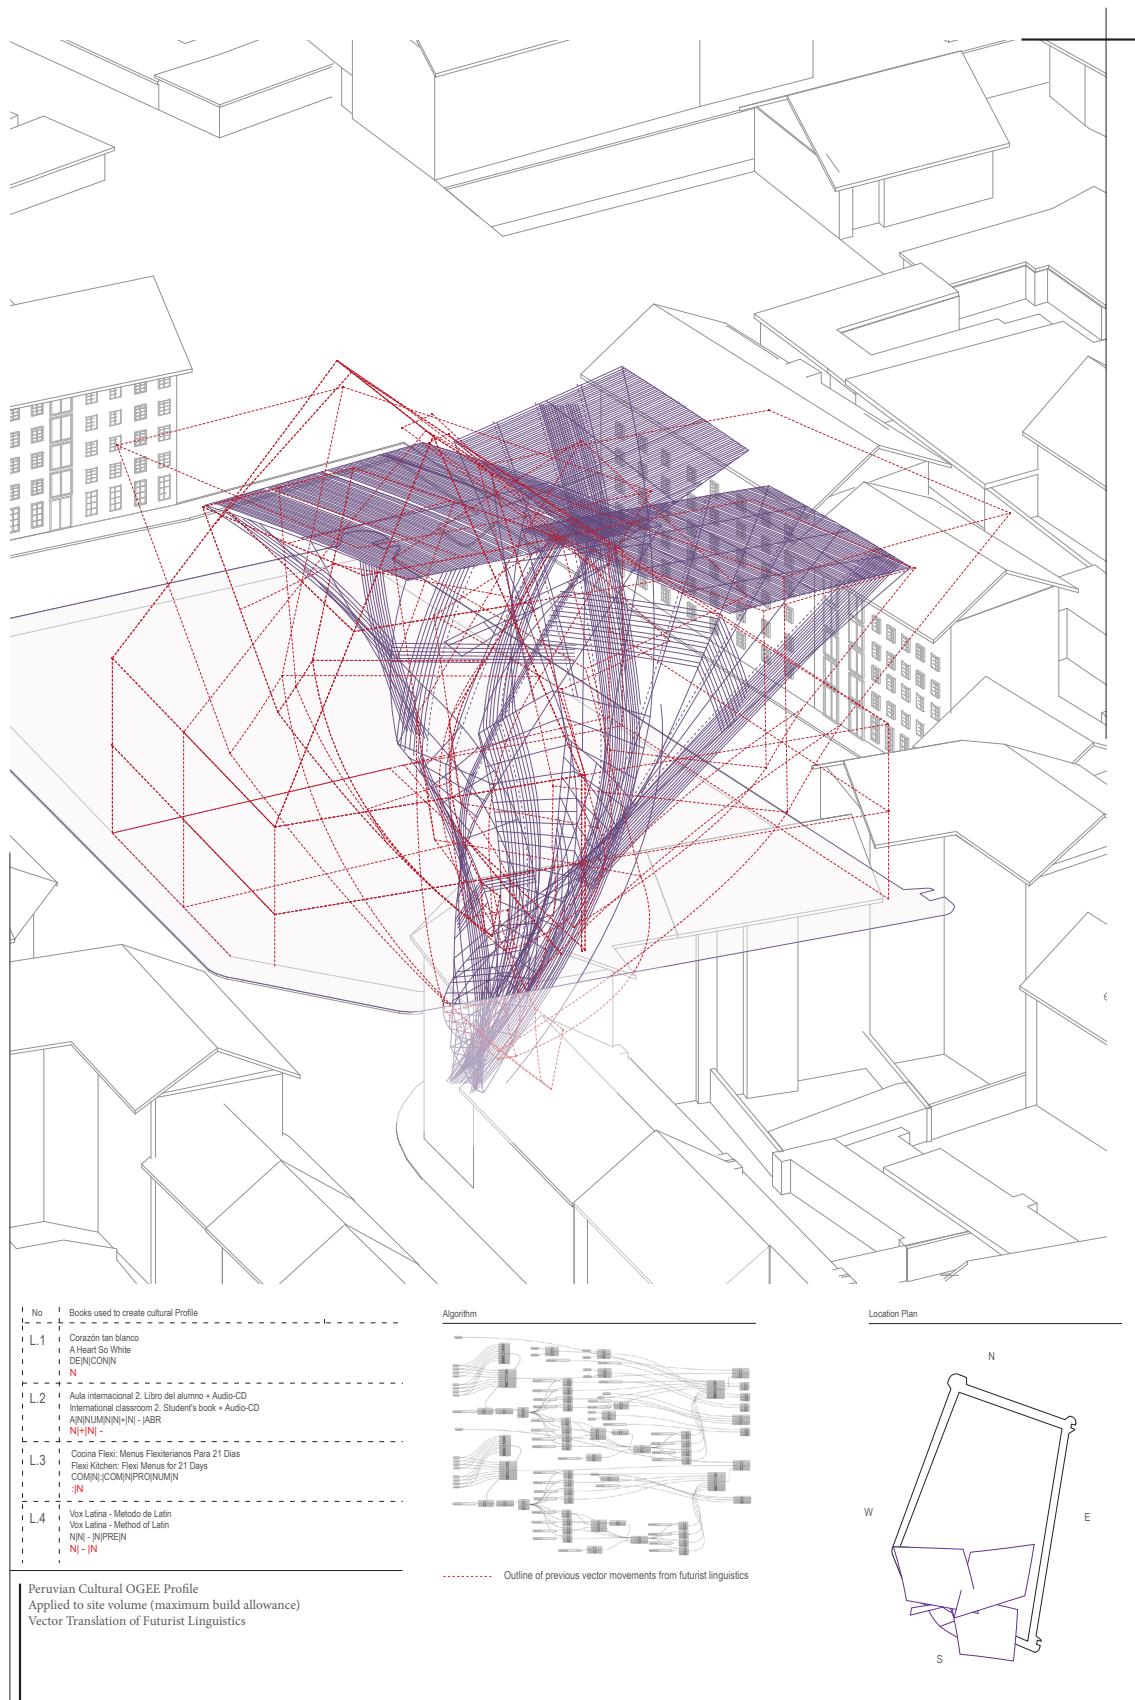 No
Books used to create cultural Profile
L.1
Corazón tan blanco
A Heart So White
DE|N|CON|N
N
L.2
Aula internacional 2. Libro del alumno + Audio-CD
International classroom 2. Student's book + Audio-CD
A|N|NUM|N|N|+|N| - |ABR
N|+|N| -
L.3
Cocina Flexi: Menus Flexiterianos Para 21 Dias
Flexi Kitchen: Flexi Menus for 21 Days
COM|N|:|COM|N|PRO|NUM|N
:|N
L.4
Vox Latina - Metodo de Latin
Vox Latina - Method of Latin
N|N| - |N|PRE|N
N| - |N
Peruvian Cultural OGEE Profile
Applied to site volume (maximum build allowance)
Vector Translation of Futurist Linguistics
Algorithm
Outline of previous vector movements from futurist linguistics
Location Plan
N
W
E
S